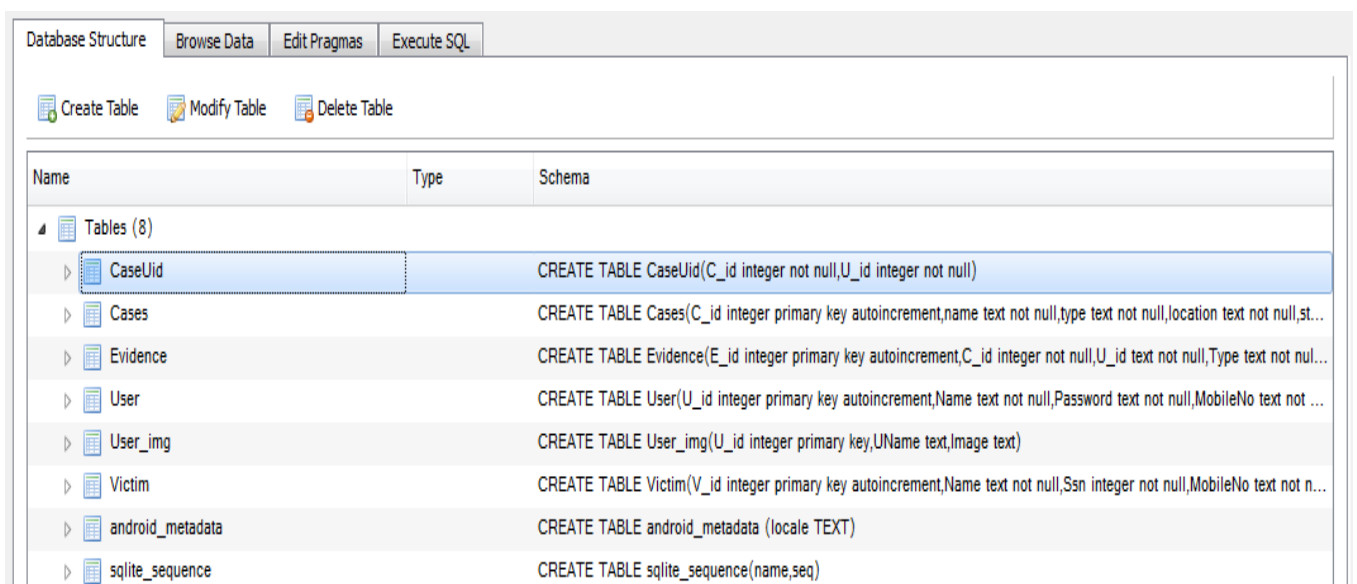 Database Structure Browse Data Edit Pragmas Execute SQL
Create Table Modify Table Delete Table
Name Type Schema
Tables (8)
CaseUid CREATE TABLE CaseUid(C_id integer not null,U_id integer not null)
Cases CREATE TABLE Cases(C_id integer primary key autoincrement,name text not null,type text not null,location text not null,st...
Evidence CREATE TABLE Evidence(E_id integer primary key autoincrement,C_id integer not null,U_id text not null,Type text not nul...
User CREATE TABLE User(U_id integer primary key autoincrement,Name text not null,Password text not null,MobileNo text not ...
User_img CREATE TABLE User_img(U_id integer primary key,UName text,Image text)
Victim CREATE TABLE Victim(V_id integer primary key autoincrement,Name text not null,Ssn integer not null,MobileNo text not n...
android_metadata CREATE TABLE android_metadata (locale TEXT)
sqlite_sequence CREATE TABLE sqlite_sequence(name,seq)